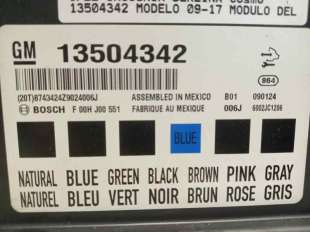 13504342 MODELO 09-17 MODULO DEL
GM 13504342
864
(20T)8743424Z9024006J ASSEMBLED IN MEXICO B01 090124
BOSCH F 00H J00 551 FABRIQUE AU MEXIQUE 006J 6002JC1206
BLUE
NATURAL BLUE GREEN BLACK BROWN PINK GRAY
NATUREL BLEU VERT NOIR BRUN ROSE GRIS